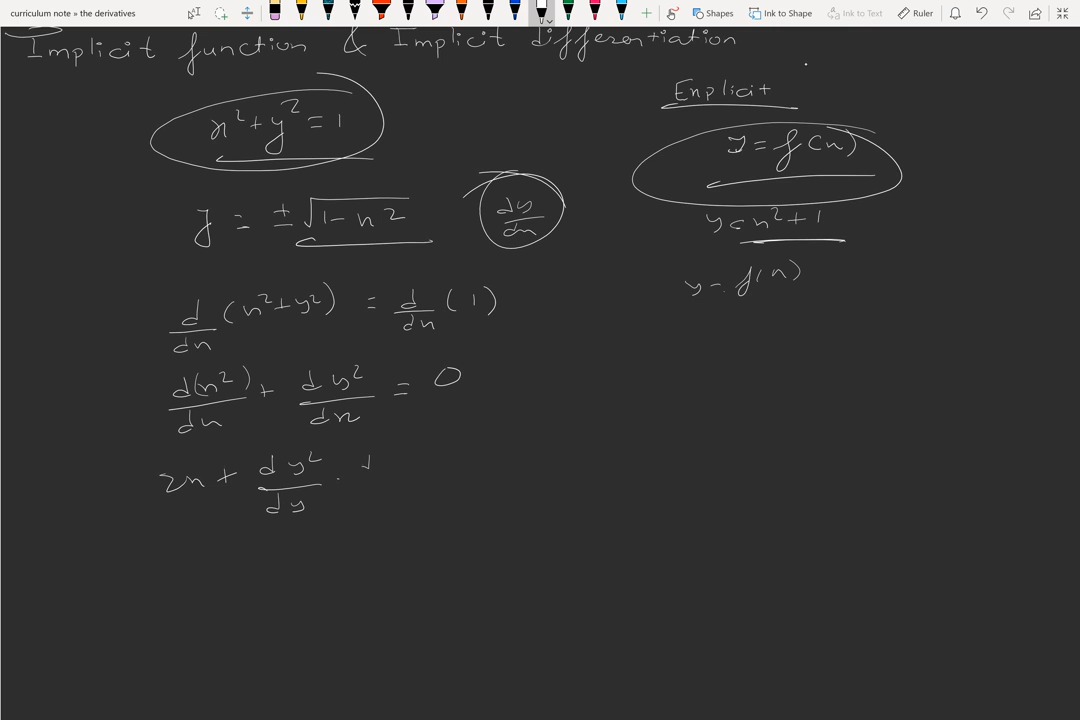 curriculum note » the derivatives
Shapes
Ink to Shape
Ink to Text
Ruler
Implicit function & Implicit differentiation
x² + y² = 1
y = ±√(1 - x²)
dy/dx
d/dx (x² + y²) = d/dx (1)
d(x²)/dx + dy²/dx = 0
2x + dy²/dy · d
Explicit
y = f(x)
y = x² + 1
y = f(x)